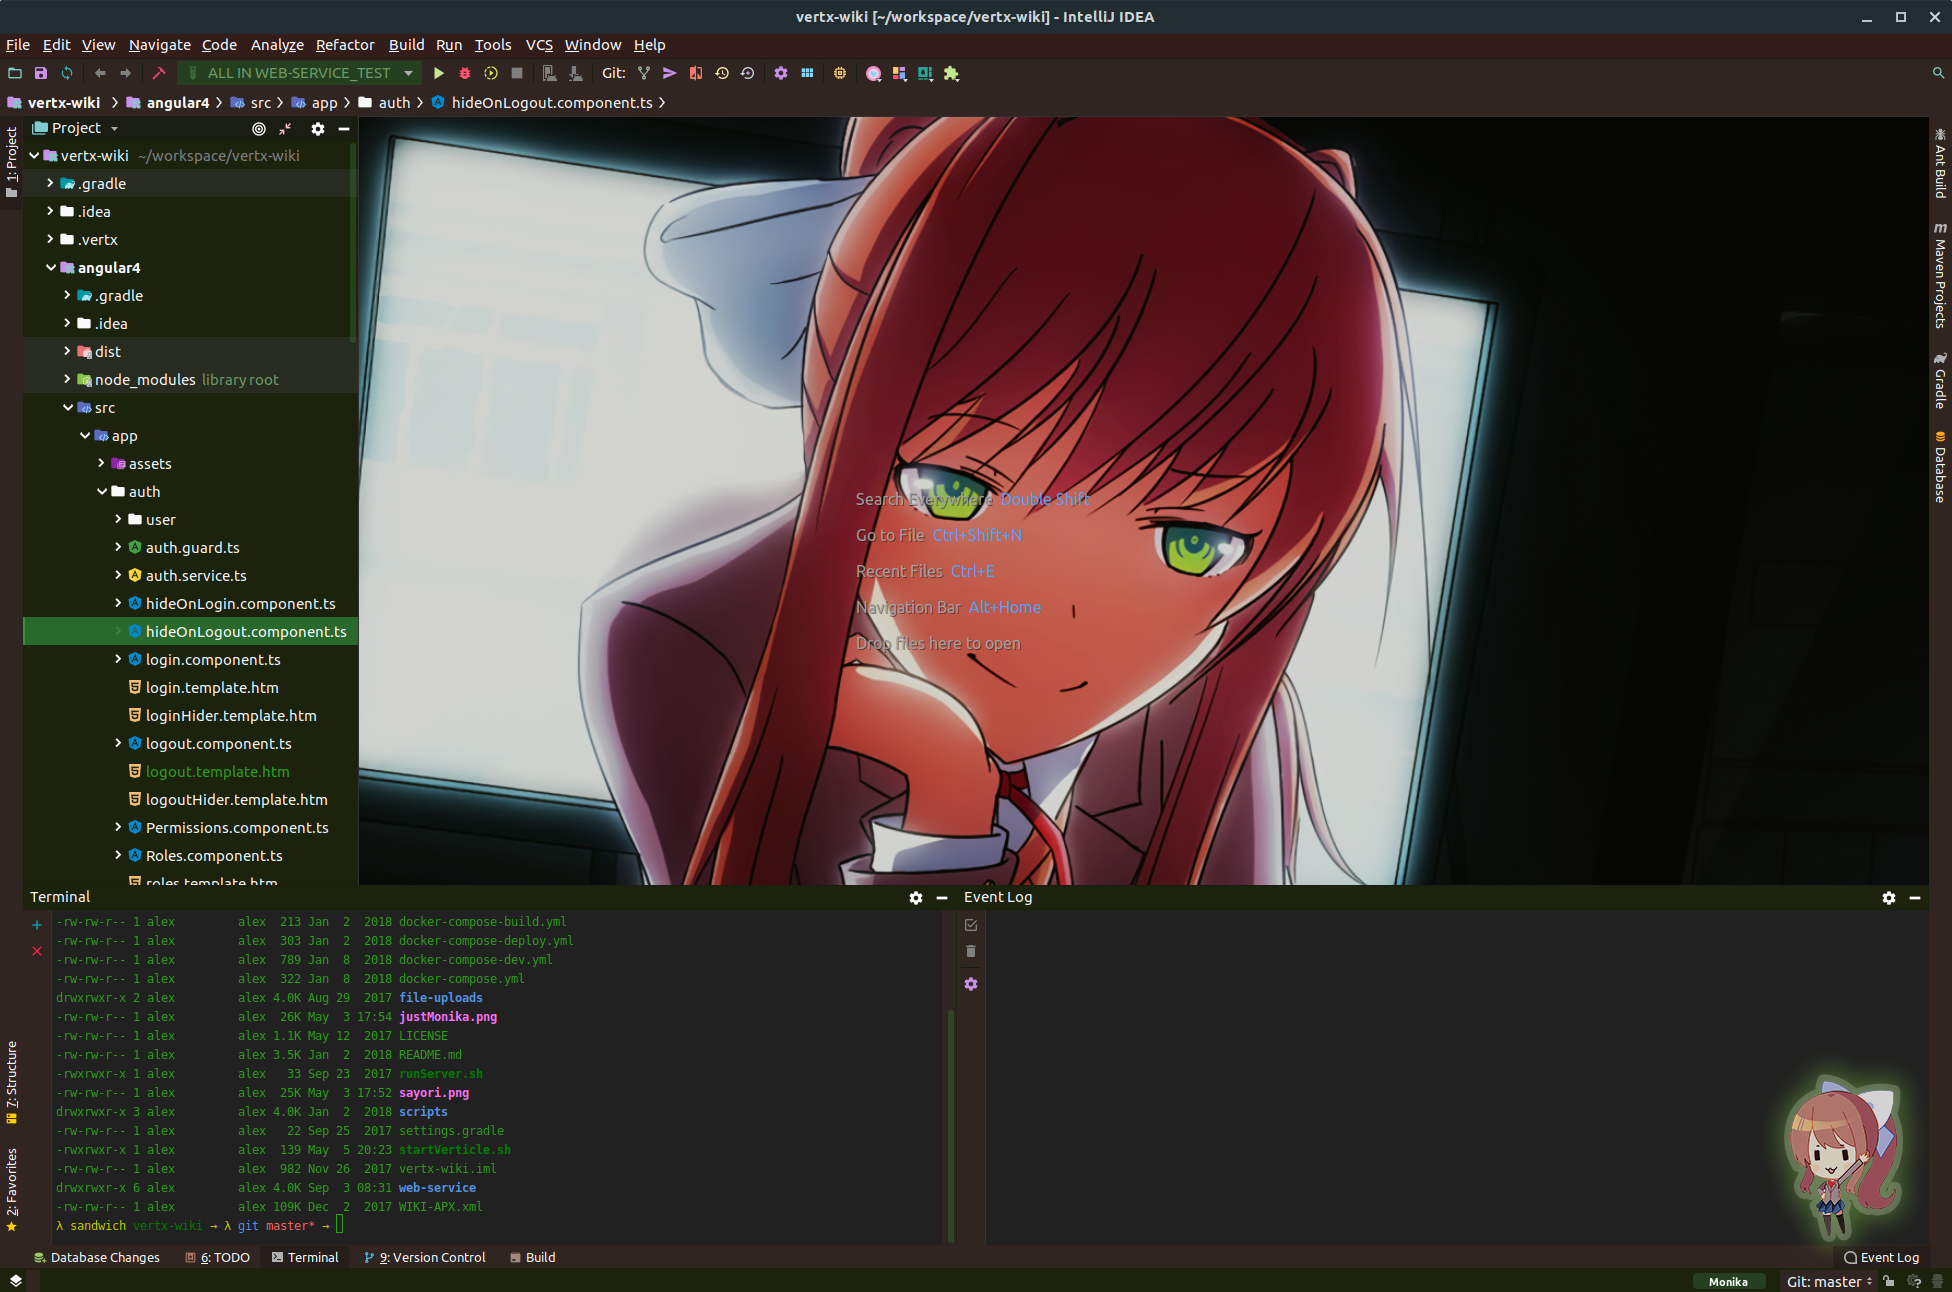 vertx-wiki [~/workspace/vertx-wiki] - IntelliJ IDEA
File Edit View Navigate Code Analyze Refactor Build Run Tools VCS Window Help
ALL IN WEB-SERVICE_TEST Git:
vertx-wiki angular4 src app auth hideOnLogout.component.ts
1: Project
Project
vertx-wiki ~/workspace/vertx-wiki
.gradle
.idea
.vertx
angular4
.gradle
.idea
dist
node_modules library root
src
app
assets
auth
user
auth.guard.ts
auth.service.ts
hideOnLogin.component.ts
hideOnLogout.component.ts
login.component.ts
login.template.htm
loginHider.template.htm
logout.component.ts
logout.template.htm
logoutHider.template.htm
Permissions.component.ts
Roles.component.ts
roles.template.htm
Search Everywhere Double Shift
Go to File Ctrl+Shift+N
Recent Files Ctrl+E
Navigation Bar Alt+Home
Drop files here to open
Ant Build
Maven Projects
Gradle
Database
7: Structure
2: Favorites
Terminal
-rw-rw-r-- 1 alex alex 213 Jan 2 2018 docker-compose-build.yml
-rw-rw-r-- 1 alex alex 303 Jan 2 2018 docker-compose-deploy.yml
-rw-rw-r-- 1 alex alex 789 Jan 8 2018 docker-compose-dev.yml
-rw-rw-r-- 1 alex alex 322 Jan 8 2018 docker-compose.yml
drwxrwxr-x 2 alex alex 4.0K Aug 29 2017 file-uploads
-rw-rw-r-- 1 alex alex 26K May 3 17:54 justMonika.png
-rw-rw-r-- 1 alex alex 1.1K May 12 2017 LICENSE
-rw-rw-r-- 1 alex alex 3.5K Jan 2 2018 README.md
-rwxrwxr-x 1 alex alex 33 Sep 23 2017 runServer.sh
-rw-rw-r-- 1 alex alex 25K May 3 17:52 sayori.png
drwxrwxr-x 3 alex alex 4.0K Jan 2 2018 scripts
-rw-rw-r-- 1 alex alex 22 Sep 25 2017 settings.gradle
-rwxrwxr-x 1 alex alex 139 May 5 20:23 startVerticle.sh
-rw-rw-r-- 1 alex alex 982 Nov 26 2017 vertx-wiki.iml
drwxrwxr-x 6 alex alex 4.0K Sep 3 08:31 web-service
-rw-rw-r-- 1 alex alex 109K Dec 2 2017 WIKI-APX.xml
λ sandwich vertx-wiki → λ git master* →
Event Log
Database Changes 6: TODO Terminal 9: Version Control Build Event Log
Monika Git: master